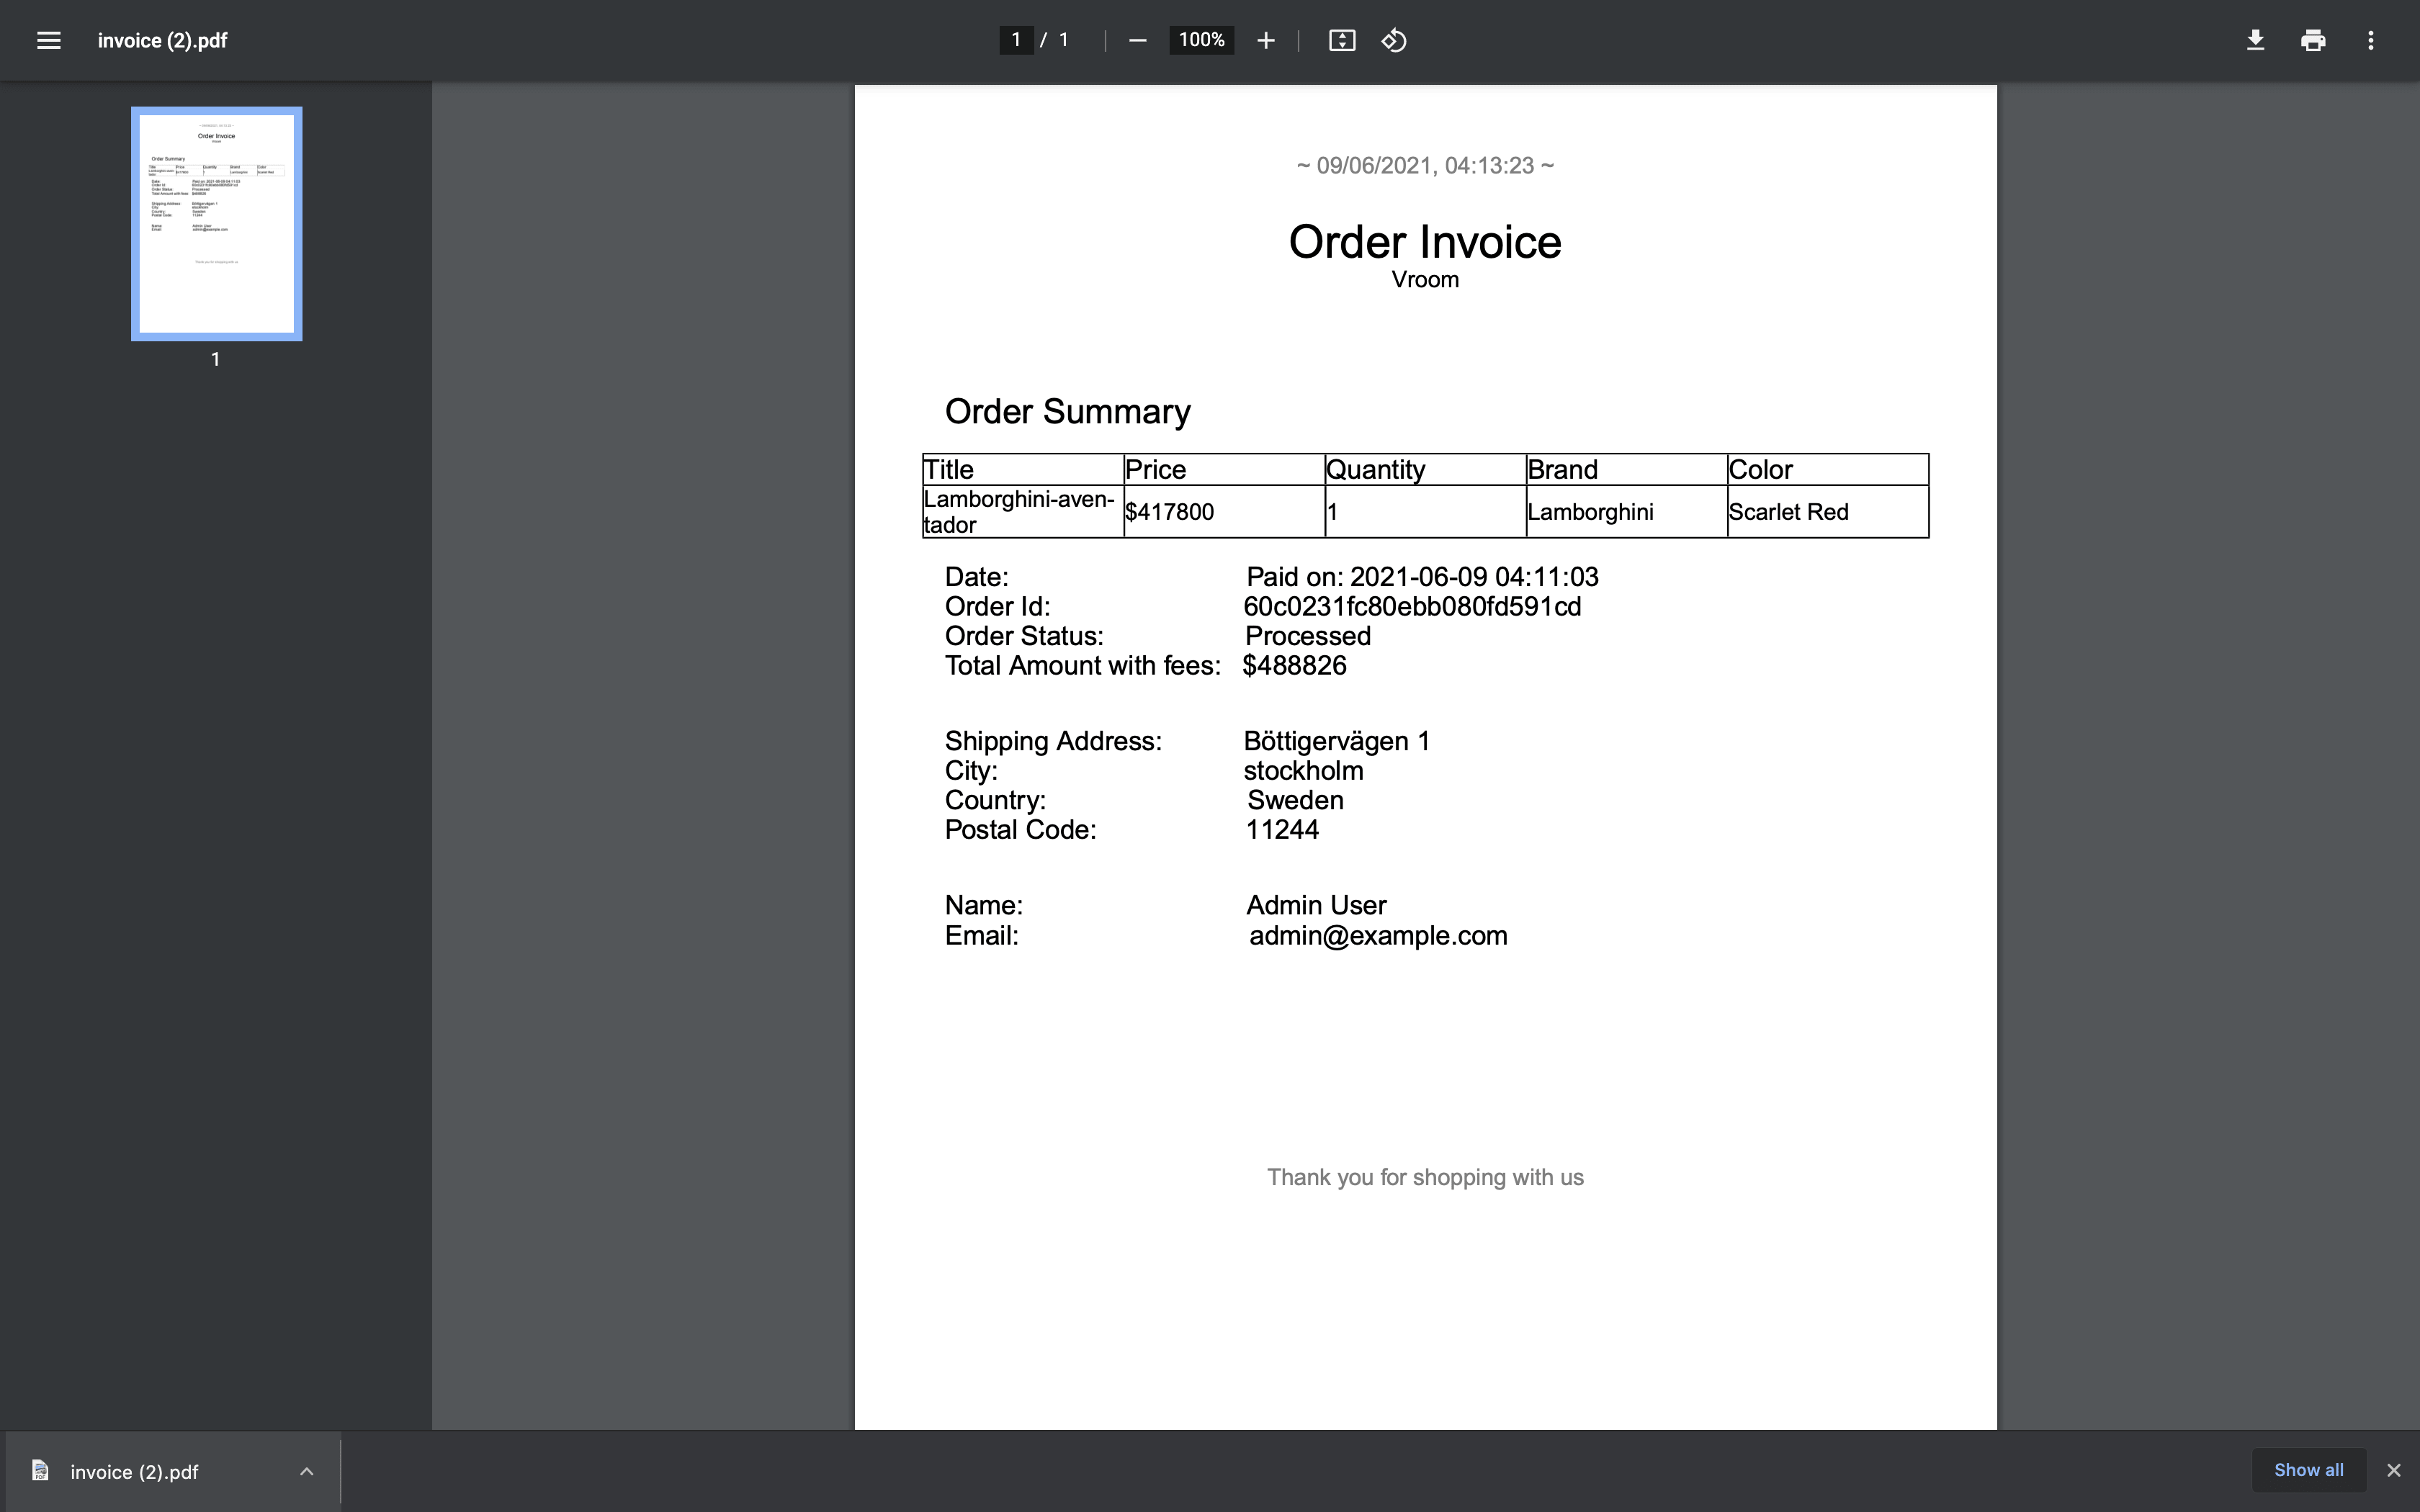 invoice (2).pdf
1 / 1
100%
1
~ 09/06/2021, 04:13:23 ~
Order Invoice
Vroom
Order Summary
Title Price Quantity Brand Color
Lamborghini-aven-
tador $417800 1 Lamborghini Scarlet Red
Date: Paid on: 2021-06-09 04:11:03
Order Id: 60c0231fc80ebb080fd591cd
Order Status: Processed
Total Amount with fees: $488826
Shipping Address: Böttigervägen 1
City: stockholm
Country: Sweden
Postal Code: 11244
Name: Admin User
Email: admin@example.com
Thank you for shopping with us
invoice (2).pdf
Show all